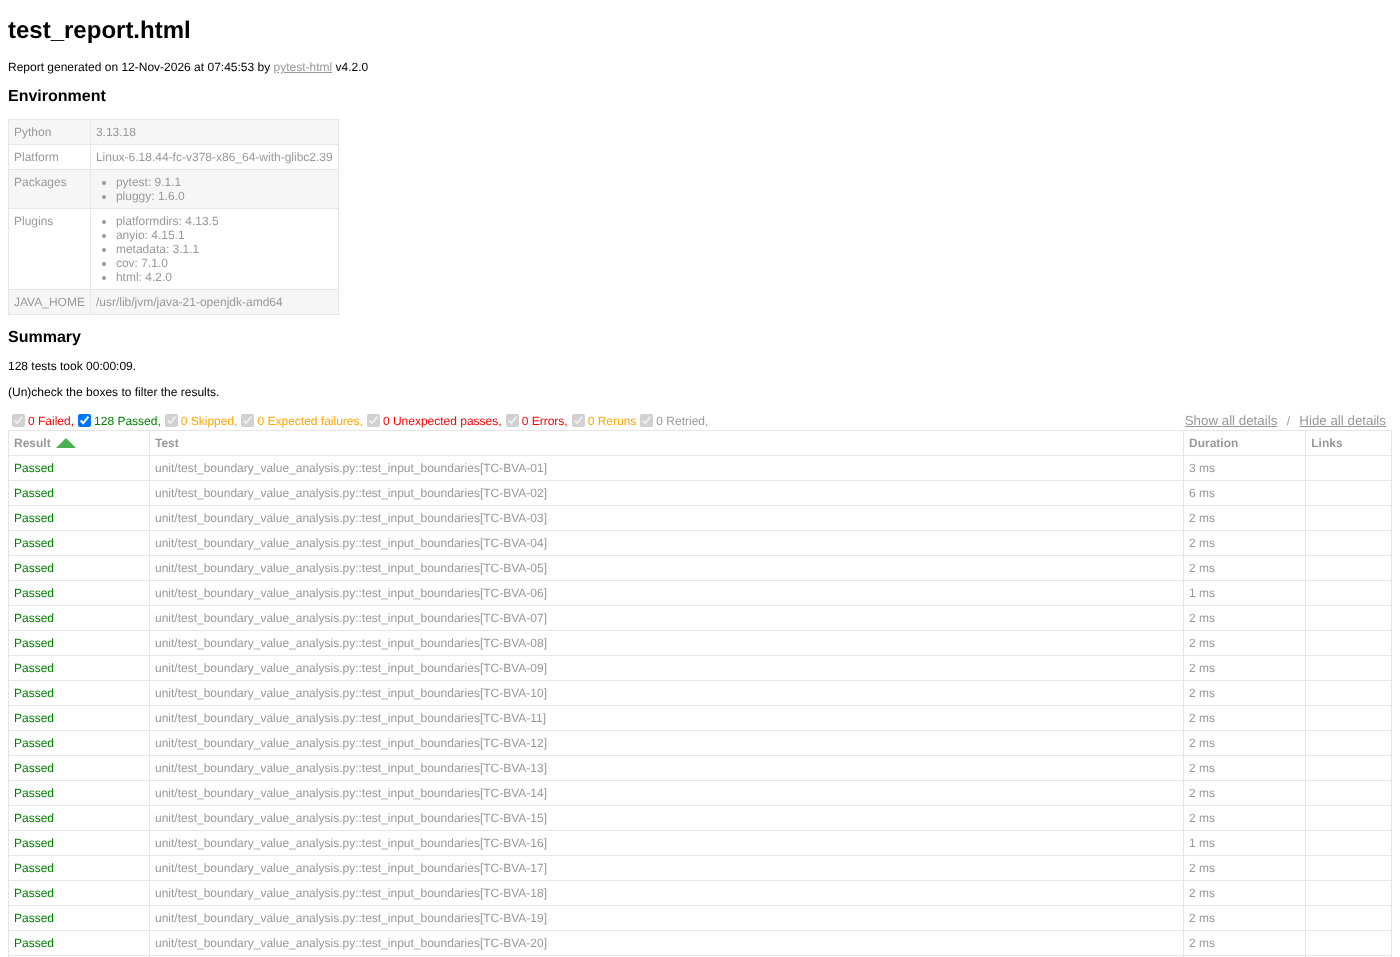 test_report.html
Report generated on 12-Nov-2026 at 07:45:53 by pytest-html v4.2.0
Environment
Python 3.13.18
Platform Linux-6.18.44-fc-v378-x86_64-with-glibc2.39
Packages
• pytest: 9.1.1
• pluggy: 1.6.0
Plugins
• platformdirs: 4.13.5
• anyio: 4.15.1
• metadata: 3.1.1
• cov: 7.1.0
• html: 4.2.0
JAVA_HOME /usr/lib/jvm/java-21-openjdk-amd64
Summary
128 tests took 00:00:09.
(Un)check the boxes to filter the results.
0 Failed, 128 Passed, 0 Skipped, 0 Expected failures, 0 Unexpected passes, 0 Errors, 0 Reruns 0 Retried, Show all details / Hide all details
Result Test Duration Links
Passed unit/test_boundary_value_analysis.py::test_input_boundaries[TC-BVA-01] 3 ms
Passed unit/test_boundary_value_analysis.py::test_input_boundaries[TC-BVA-02] 6 ms
Passed unit/test_boundary_value_analysis.py::test_input_boundaries[TC-BVA-03] 2 ms
Passed unit/test_boundary_value_analysis.py::test_input_boundaries[TC-BVA-04] 2 ms
Passed unit/test_boundary_value_analysis.py::test_input_boundaries[TC-BVA-05] 2 ms
Passed unit/test_boundary_value_analysis.py::test_input_boundaries[TC-BVA-06] 1 ms
Passed unit/test_boundary_value_analysis.py::test_input_boundaries[TC-BVA-07] 2 ms
Passed unit/test_boundary_value_analysis.py::test_input_boundaries[TC-BVA-08] 2 ms
Passed unit/test_boundary_value_analysis.py::test_input_boundaries[TC-BVA-09] 2 ms
Passed unit/test_boundary_value_analysis.py::test_input_boundaries[TC-BVA-10] 2 ms
Passed unit/test_boundary_value_analysis.py::test_input_boundaries[TC-BVA-11] 2 ms
Passed unit/test_boundary_value_analysis.py::test_input_boundaries[TC-BVA-12] 2 ms
Passed unit/test_boundary_value_analysis.py::test_input_boundaries[TC-BVA-13] 2 ms
Passed unit/test_boundary_value_analysis.py::test_input_boundaries[TC-BVA-14] 2 ms
Passed unit/test_boundary_value_analysis.py::test_input_boundaries[TC-BVA-15] 2 ms
Passed unit/test_boundary_value_analysis.py::test_input_boundaries[TC-BVA-16] 1 ms
Passed unit/test_boundary_value_analysis.py::test_input_boundaries[TC-BVA-17] 2 ms
Passed unit/test_boundary_value_analysis.py::test_input_boundaries[TC-BVA-18] 2 ms
Passed unit/test_boundary_value_analysis.py::test_input_boundaries[TC-BVA-19] 2 ms
Passed unit/test_boundary_value_analysis.py::test_input_boundaries[TC-BVA-20] 2 ms